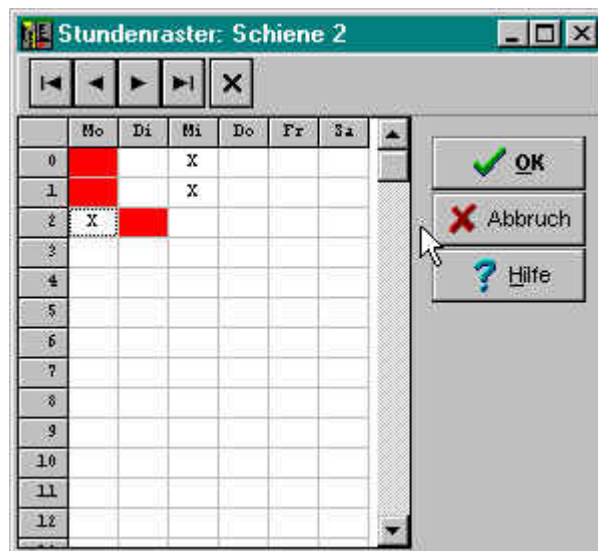 Stundenraster: Schiene 2
Mo Di Mi Do Fr Sa
0 X
1 X
2 X
3
4
5
6
7
8
9
10
11
12
OK
Abbruch
Hilfe